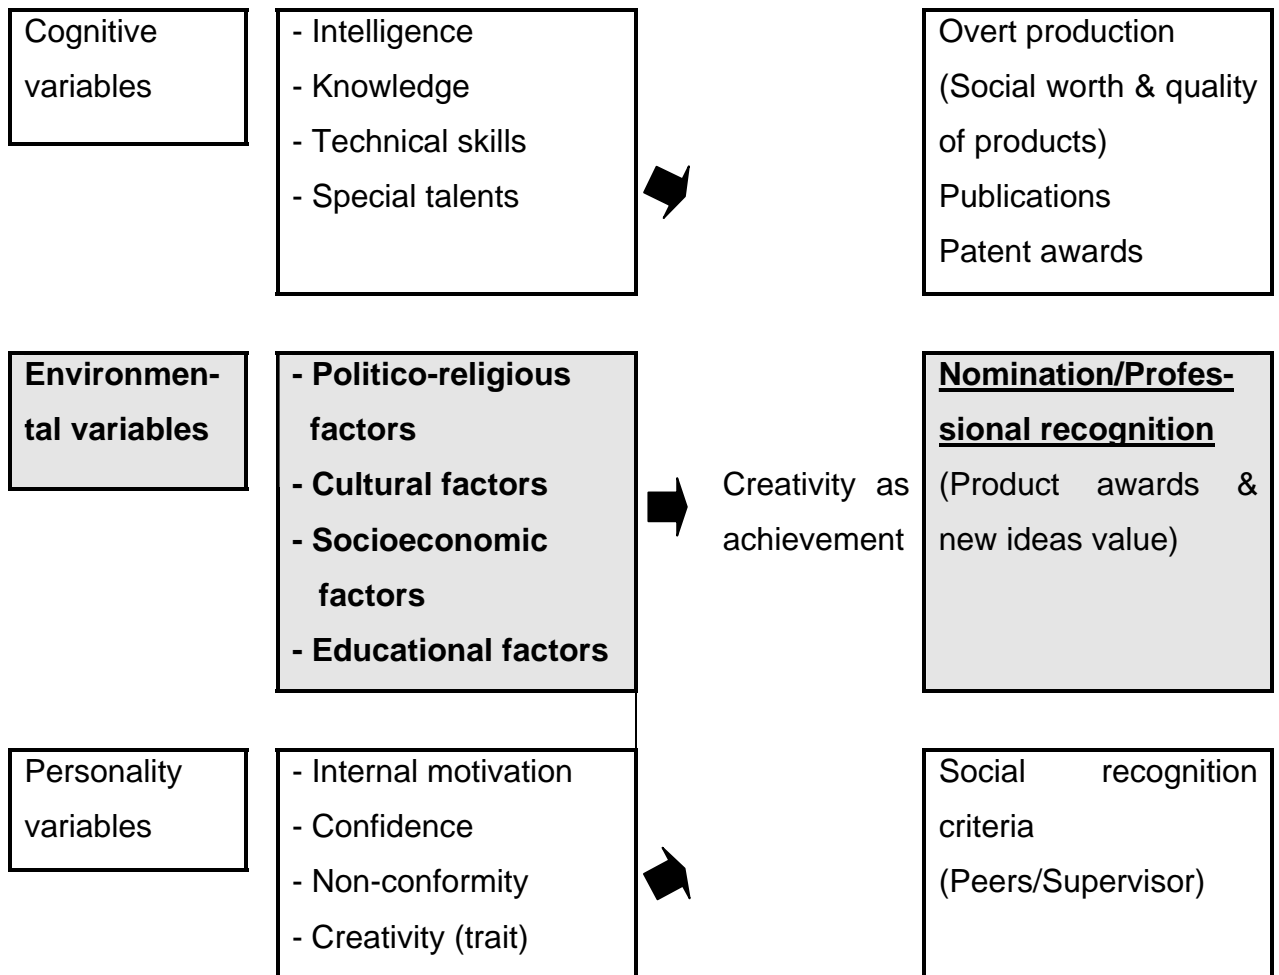 Cognitive
variables
- Intelligence
- Knowledge
- Technical skills
- Special talents
Overt production
(Social worth & quality
of products)
Publications
Patent awards
Environmen-
tal variables
- Politico-religious
factors
- Cultural factors
- Socioeconomic
factors
- Educational factors
Creativity as
achievement
Nomination/Profes-
sional recognition
(Product awards &
new ideas value)
Personality
variables
- Internal motivation
- Confidence
- Non-conformity
- Creativity (trait)
Social recognition
criteria
(Peers/Supervisor)